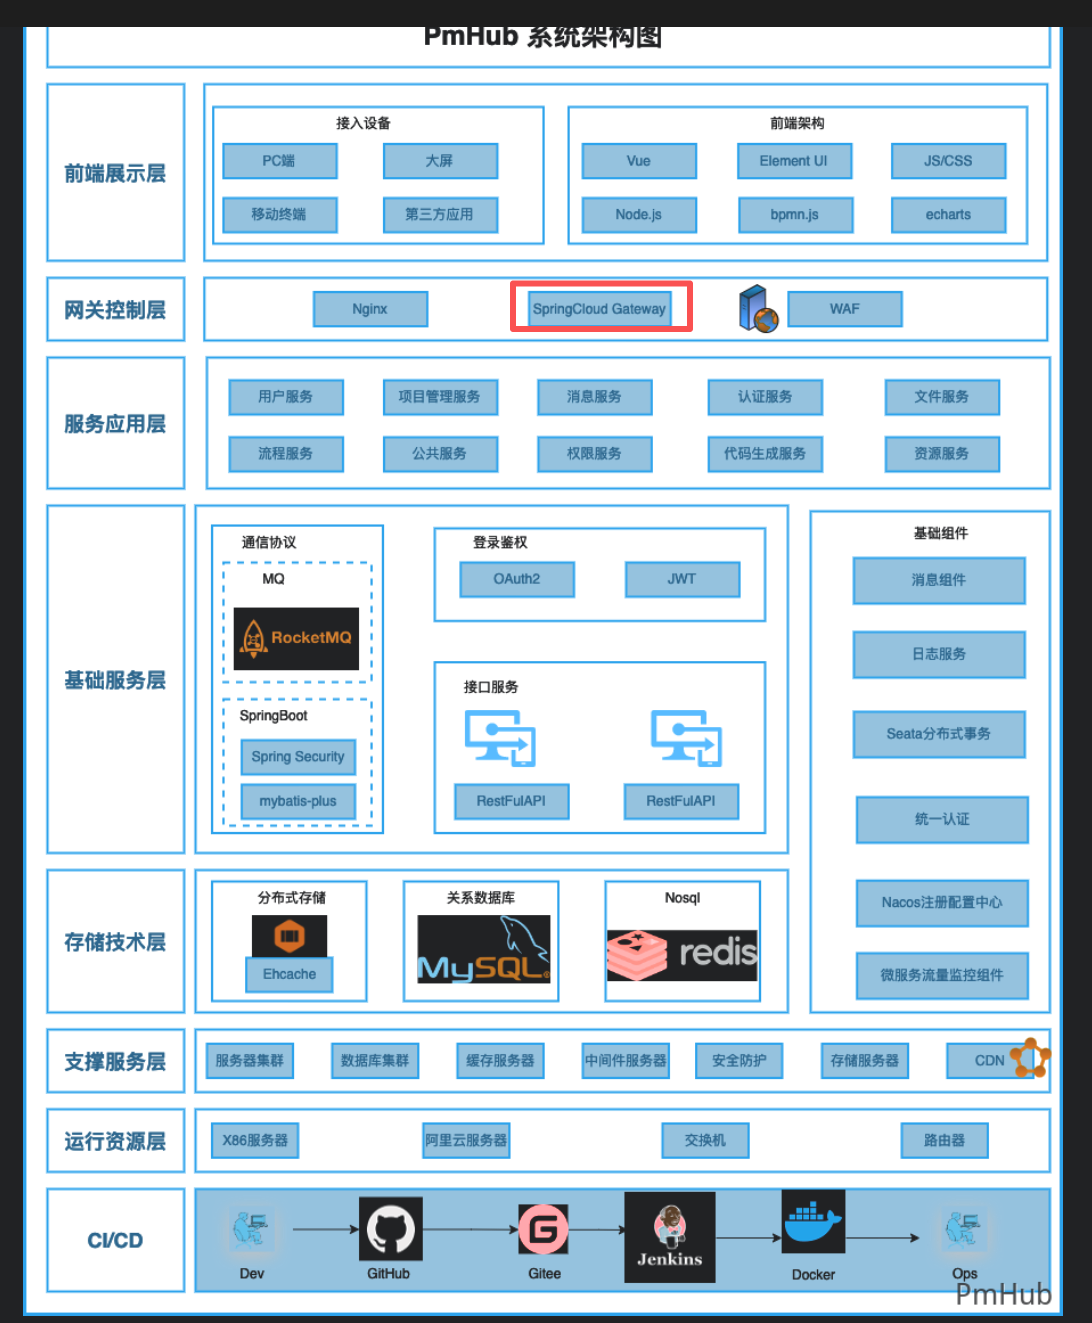 PmHub 系统架构图
前端展示层
接入设备
PC端
大屏
移动终端
第三方应用
前端架构
Vue
Element UI
JS/CSS
Node.js
bpmn.js
echarts
网关控制层
Nginx
SpringCloud Gateway
WAF
服务应用层
用户服务
项目管理服务
消息服务
认证服务
文件服务
流程服务
公共服务
权限服务
代码生成服务
资源服务
基础服务层
通信协议
MQ
RocketMQ
SpringBoot
Spring Security
mybatis-plus
登录鉴权
OAuth2
JWT
接口服务
RestFulAPI
RestFulAPI
基础组件
消息组件
日志服务
Seata分布式事务
统一认证
Nacos注册配置中心
微服务流量监控组件
存储技术层
分布式存储
Ehcache
关系数据库
MySQL
Nosql
redis
支撑服务层
服务器集群
数据库集群
缓存服务器
中间件服务器
安全防护
存储服务器
CDN
运行资源层
X86服务器
阿里云服务器
交换机
路由器
CI/CD
Dev
GitHub
Gitee
Jenkins
Docker
Ops
PmHub